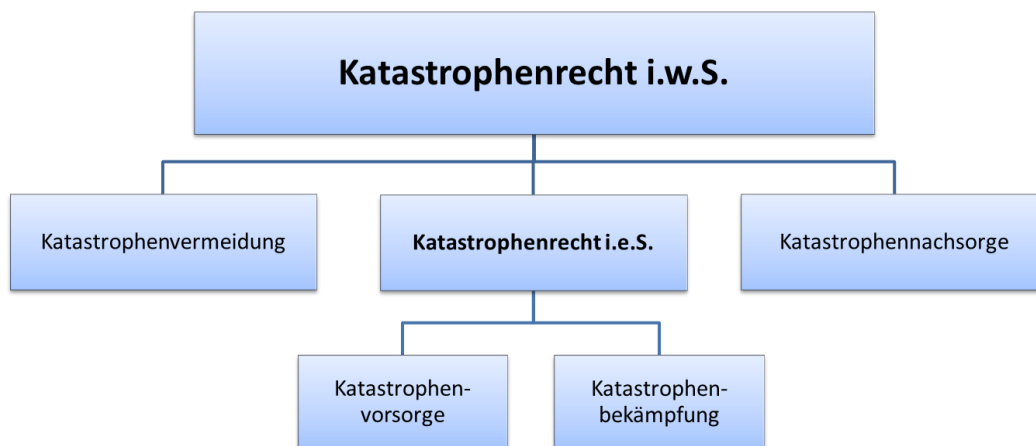 Katastrophenrecht i.w.S.
Katastrophenvermeidung
Katastrophenrecht i.e.S.
Katastrophennachsorge
Katastrophen-
vorsorge
Katastrophen-
bekämpfung